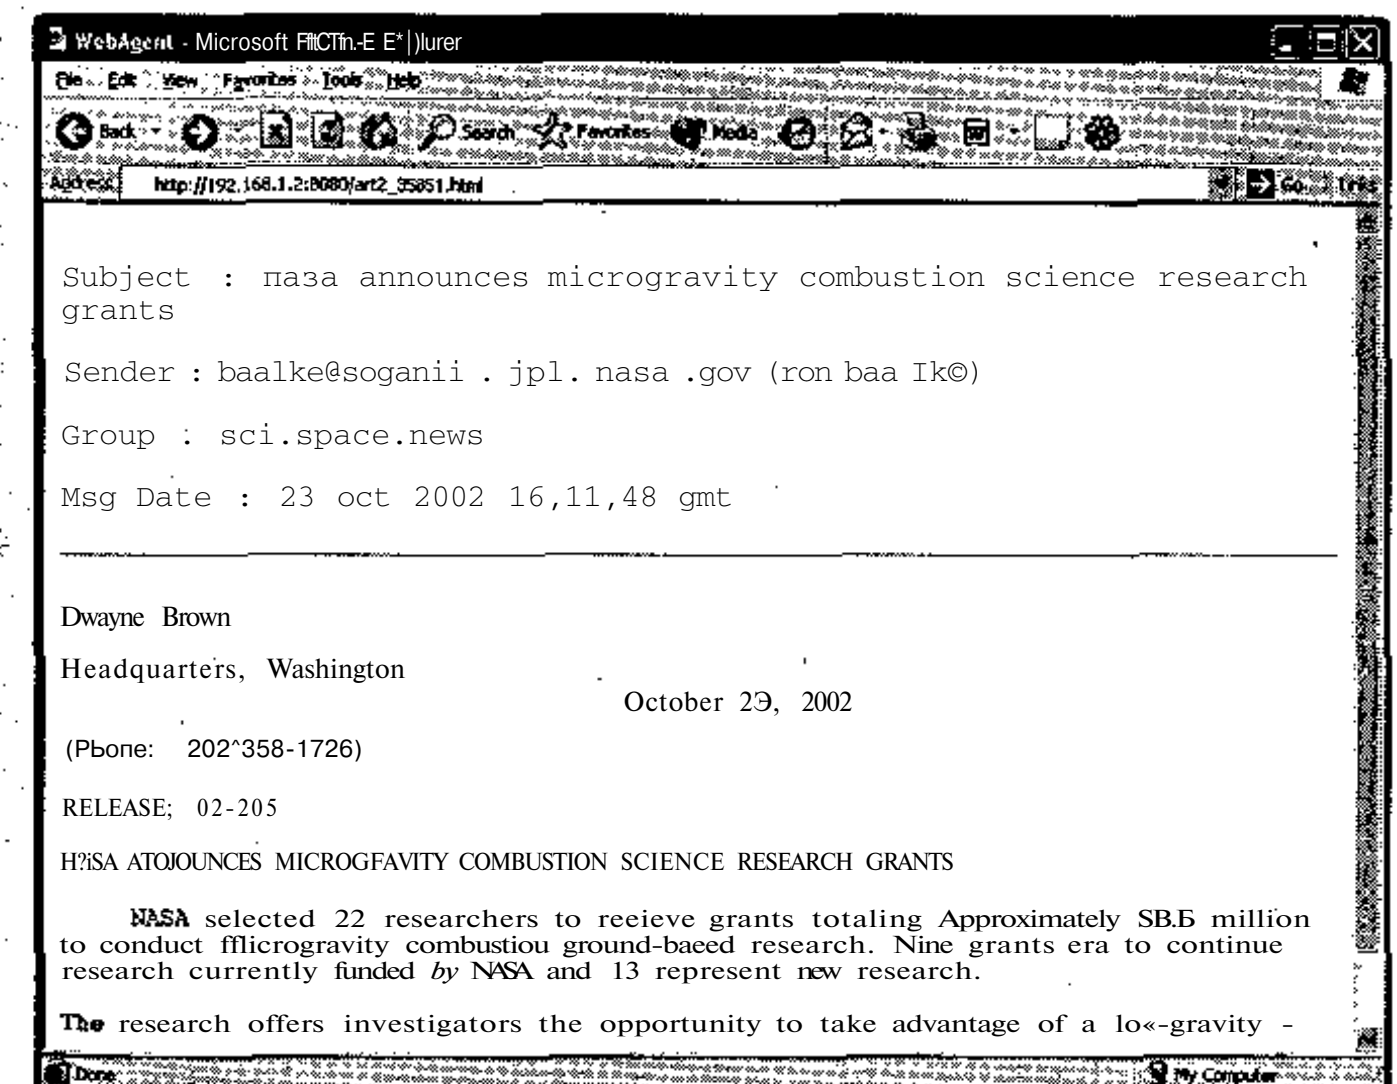 WebAgent - Microsoft FfltCTfn.-E E*|)lurer
File Edit View Favorites Tools Help
Back Search Favorites Media
Address http://192.168.1.2:8080/art2_35851.html Go Links
Subject : паза announces microgravity combustion science research
grants
Sender : baalke@soganii . jpl. nasa .gov (ron baa Ik©)
Group : sci.space.news
Msg Date : 23 oct 2002 16,11,48 gmt
Dwayne Brown
Headquarters, Washington
October 2Э, 2002
(Рьопе: 202^358-1726)
RELEASE; 02-205
H?iSA ATOJOUNCES MICROGFAVITY COMBUSTION SCIENCE RESEARCH GRANTS
NASA selected 22 researchers to reeieve grants totaling Approximately SB.Б million
to conduct fflicrogravity combustiou ground-baeed research. Nine grants era to continue
research currently funded by NASA and 13 represent new research.
The research offers investigators the opportunity to take advantage of a lo«-gravity -
Done My Computer